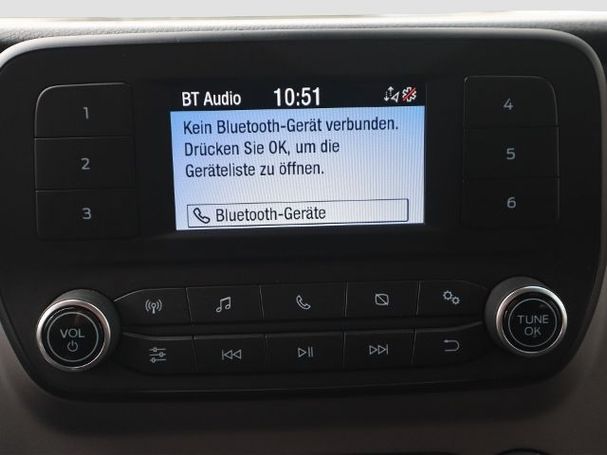 BT Audio 10:51
Kein Bluetooth-Gerät verbunden.
Drücken Sie OK, um die
Geräteliste zu öffnen.
Bluetooth-Geräte
1
2
3
4
5
6
VOL
TUNE
OK